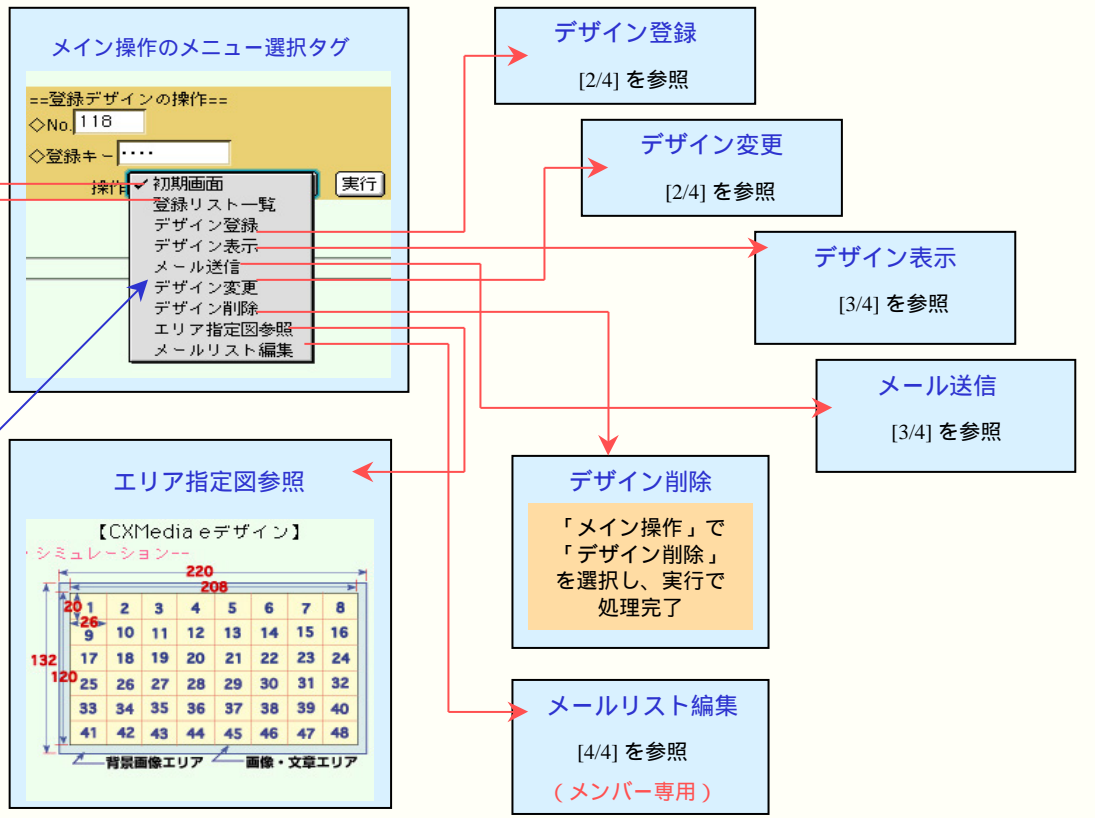 メイン操作のメニュー選択タグ
==登録デザインの操作==
◇No. 118
◇登録キー ････
操作 ✓初期画面 実行
登録リスト一覧
デザイン登録
デザイン表示
メール送信
デザイン変更
デザイン削除
エリア指定図参照
メールリスト編集
デザイン登録
[2/4] を参照
デザイン変更
[2/4] を参照
デザイン表示
[3/4] を参照
メール送信
[3/4] を参照
エリア指定図参照
【CXMedia eデザイン】
シミュレーション--
220
208
20 1 2 3 4 5 6 7 8
26
9 10 11 12 13 14 15 16
132 17 18 19 20 21 22 23 24
120 25 26 27 28 29 30 31 32
33 34 35 36 37 38 39 40
41 42 43 44 45 46 47 48
背景画像エリア 画像・文章エリア
デザイン削除
「メイン操作」で
「デザイン削除」
を選択し、実行で
処理完了
メールリスト編集
[4/4] を参照
(メンバー専用)